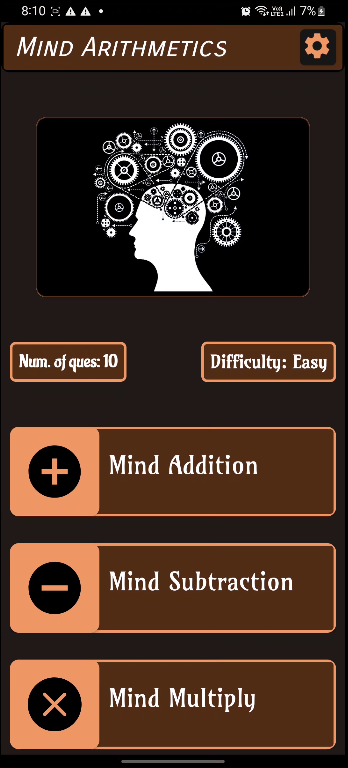 8:10 7%
Mind Arithmetics
Num. of ques: 10
Difficulty: Easy
Mind Addition
Mind Subtraction
Mind Multiply